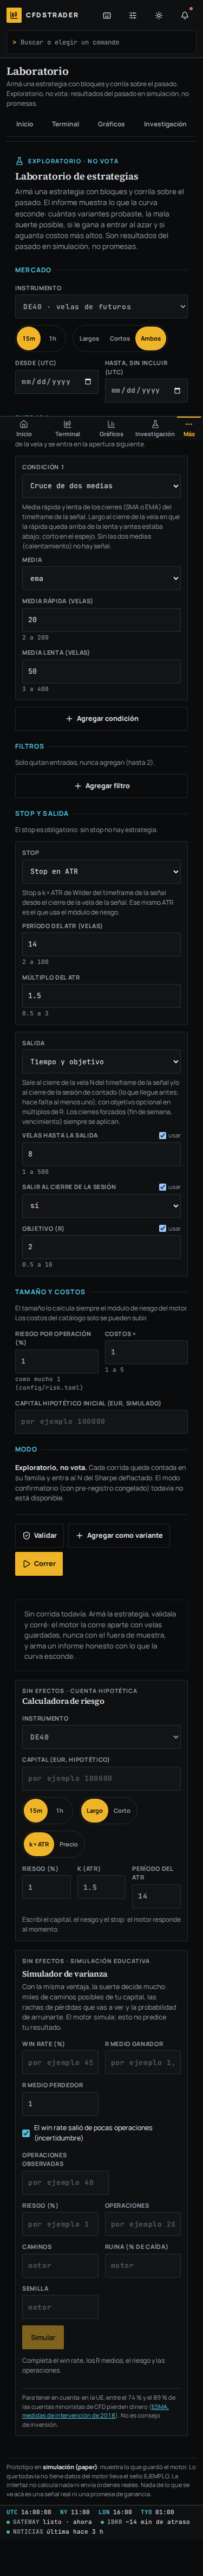 CFDSTRADER
> Buscar o elegir un comando
Laboratorio
Armá una estrategia con bloques y corrila sobre el pasado.
Exploratorio, no vota: resultados del pasado en simulación, no
promesas.
Inicio Terminal Gráficos Investigación
EXPLORATORIO · NO VOTA
Laboratorio de estrategias
Armá una estrategia con bloques y corrila sobre
el pasado. El informe muestra lo que la curva
esconde: cuántas variantes probaste, si le ganaría
al azar y si
MERCADO
INSTRUMENTO
DE40 · velas de futuros
15m 1h Largos Cortos Ambos
DESDE (UTC)
mm/dd/yyyy
HASTA, SIN INCLUIR
(UTC)
mm/dd/yyyy
Inicio Terminal Gráficos Investigación Más
de la vela y se entra en la apertura siguiente.
CONDICIÓN 1
Cruce de dos medias
Media rápida y lenta de los cierres (SMA o EMA) del
timeframe de la señal. Largo al cierre de la vela en que
la rápida queda arriba de la lenta y antes estaba
abajo; corto en el espejo. Sin las dos medias
(calentamiento) no hay señal.
MEDIA
ema
MEDIA RÁPIDA (VELAS)
20
2 a 200
MEDIA LENTA (VELAS)
50
3 a 400
+ Agregar condición
FILTROS
Solo quitan entradas, nunca agregan (hasta 2).
+ Agregar filtro
STOP Y SALIDA
El stop es obligatorio: sin stop no hay estrategia.
STOP
Stop en ATR
Stop a k × ATR de Wilder del timeframe de la señal
desde el cierre de la vela de la señal. Ese mismo ATR
es el que usa el módulo de riesgo.
PERÍODO DEL ATR (VELAS)
14
2 a 100
MÚLTIPLO DEL ATR
1.5
0.5 a 3
SALIDA
Tiempo y objetivo
Sale al cierre de la vela N del timeframe de la señal y/o
al cierre de la sesión de contado (lo que llegue antes;
hace falta al menos uno), con objetivo opcional en
múltiplos de R. Los cierres forzados (fin de semana,
vencimiento) siempre se aplican.
VELAS HASTA LA SALIDA usar
8
1 a 500
SALIR AL CIERRE DE LA SESIÓN usar
sí
OBJETIVO (R) usar
2
0.5 a 10
TAMAÑO Y COSTOS
El tamaño lo calcula siempre el módulo de riesgo del motor.
Los costos del catálogo solo se pueden subir.
RIESGO POR OPERACIÓN
(%)
1
como mucho 1
(config/risk.toml)
COSTOS ×
1
1 a 5
CAPITAL HIPOTÉTICO INICIAL (EUR, SIMULADO)
por ejemplo 100000
MODO
Exploratorio, no vota. Cada corrida queda contada en
su familia y entra al N del Sharpe deflactado. El modo
confirmatorio (con pre-registro congelado) todavía no
está disponible.
Validar
+ Agregar como variante
Correr
Sin corrida todavía. Armá la estrategia, validala
y corré: el motor la compara contra el azar,
guardadas, nunca con el fuera de muestra,
y arma un informe honesto con lo que la
curva esconde.
SIN EFECTOS · CUENTA HIPOTÉTICA
Calculadora de riesgo
INSTRUMENTO
DE40
CAPITAL (EUR, HIPOTÉTICO)
por ejemplo 100000
15m 1h Largo Corto
k × ATR Precio
RIESGO (%)
1
K (ATR)
1.5
PERÍODO DEL
ATR
14
Escribí el capital, el riesgo y el stop: el motor responde
al momento.
SIN EFECTOS · SIMULACIÓN EDUCATIVA
Simulador de varianza
Con la misma ventaja, la suerte decide mucho:
miles de caminos posibles de tu capital, las
rachas de pérdidas que vas a ver y la probabilidad
de arruinarte. El motor simula; esto no predice
tu resultado.
WIN RATE (%)
por ejemplo 45
R MEDIO GANADOR
por ejemplo 1,
R MEDIO PERDEDOR
1
El win rate salió de pocas operaciones
(incertidumbre)
OPERACIONES
OBSERVADAS
por ejemplo 40
RIESGO (%)
por ejemplo 1
OPERACIONES
por ejemplo 20
CAMINOS
motor
RUINA (% DE CAÍDA)
motor
SEMILLA
motor
Simular
Completá el win rate, los R medios, el riesgo y las
operaciones.
Para tener en cuenta: en la UE, entre el 74 % y el 89 % de
las cuentas minoristas de CFD pierden dinero (ESMA,
medidas de intervención de 2018). No es consejo
de inversión.
Prototipo en simulación (paper): muestra lo que guardó el motor. Lo
que todavía no tiene datos del motor lleva el sello EJEMPLO. La
interfaz no calcula nada ni envía órdenes reales. Nada de lo que se
ve acá es una señal real ni una promesa de ganancia.
UTC 16:00:00 NY 11:00 LON 16:00 TYO 01:00
GATEWAY listo · ahora IBKR ~14 min de atraso
NOTICIAS última hace 3 h